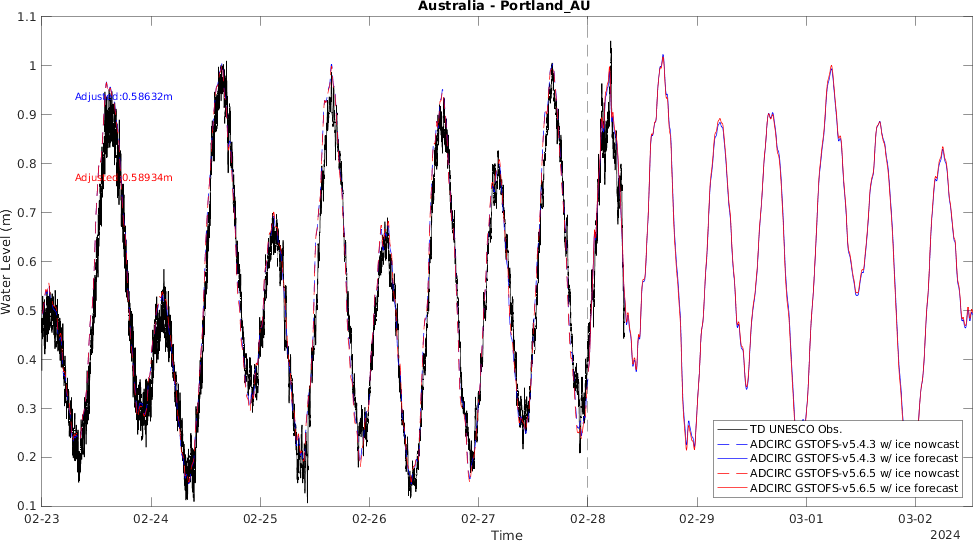 Australia - Portland_AU
1.1
1
0.9
0.8
0.7
0.6
0.5
0.4
0.3
0.2
0.1
Water Level (m)
Adjusted:0.58632m
Adjusted:0.58934m
TD UNESCO Obs.
ADCIRC GSTOFS-v5.4.3 w/ ice nowcast
ADCIRC GSTOFS-v5.4.3 w/ ice forecast
ADCIRC GSTOFS-v5.6.5 w/ ice nowcast
ADCIRC GSTOFS-v5.6.5 w/ ice forecast
02-23 02-24 02-25 02-26 02-27 02-28 02-29 03-01 03-02
Time
2024